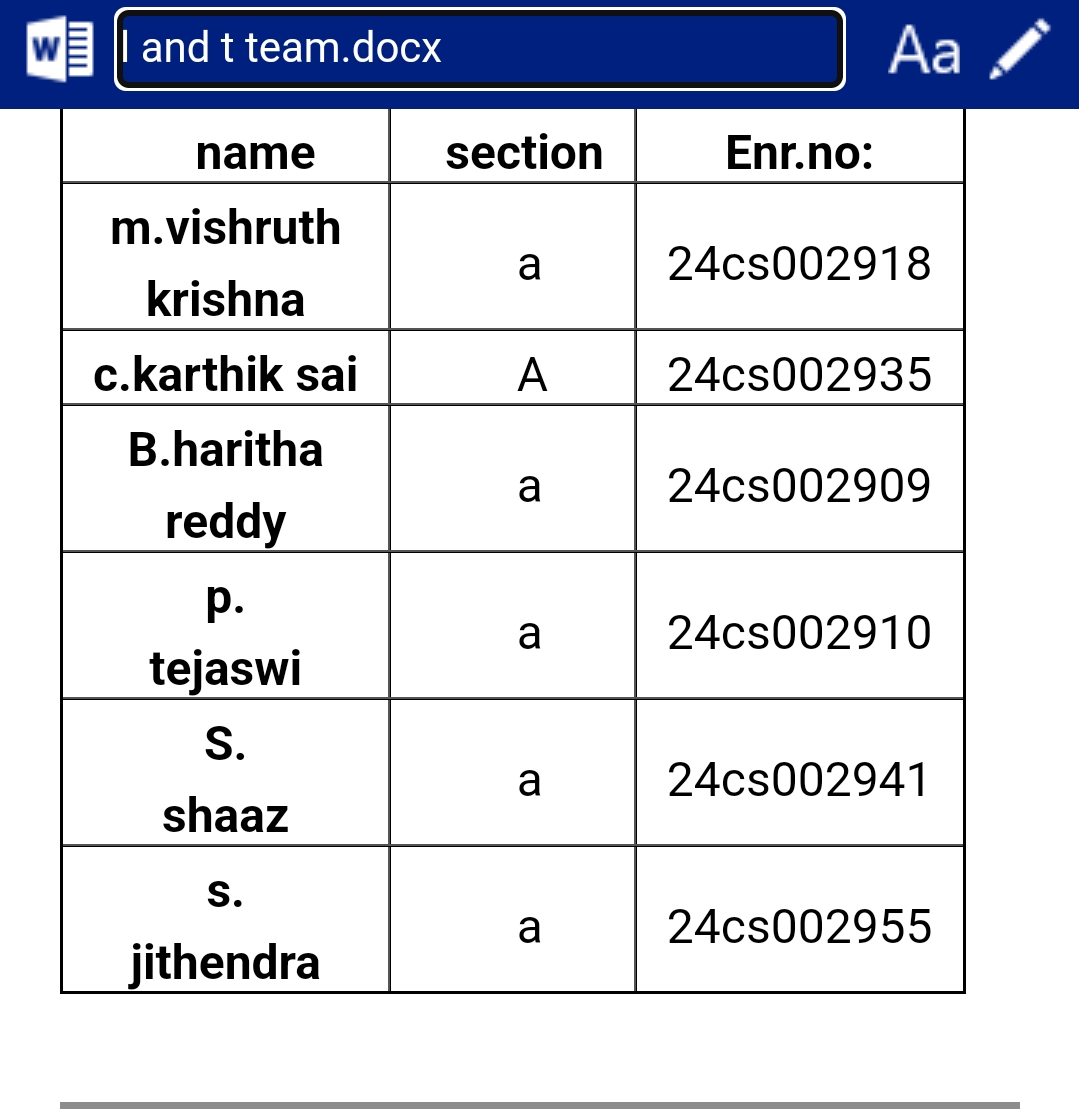 W
l and t team.docx
Aa
name section Enr.no:
m.vishruth
krishna
a 24cs002918
c.karthik sai A 24cs002935
B.haritha
reddy
a 24cs002909
p.
tejaswi
a 24cs002910
S.
shaaz
a 24cs002941
s.
jithendra
a 24cs002955